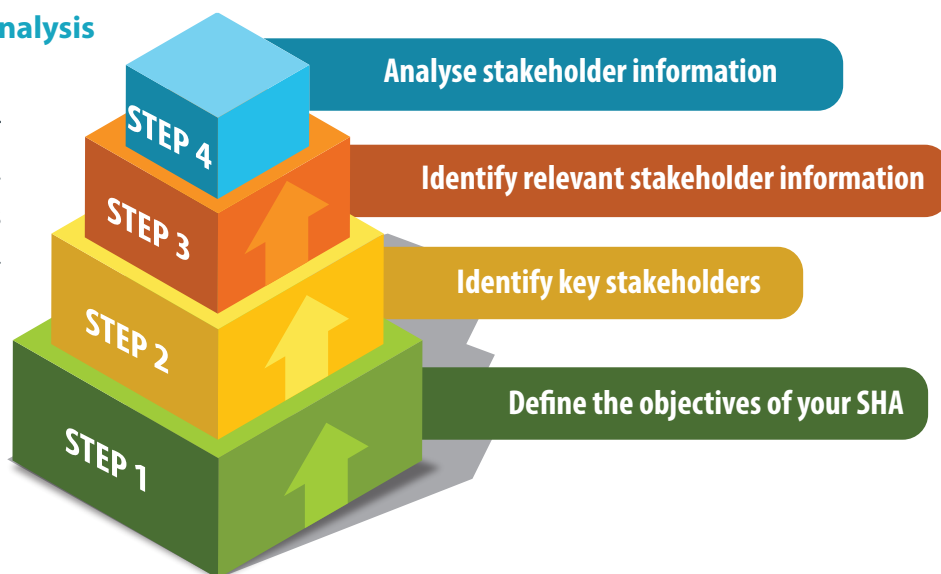 nalysis
STEP 4
Analyse stakeholder information
STEP 3
Identify relevant stakeholder information
STEP 2
Identify key stakeholders
STEP 1
Define the objectives of your SHA